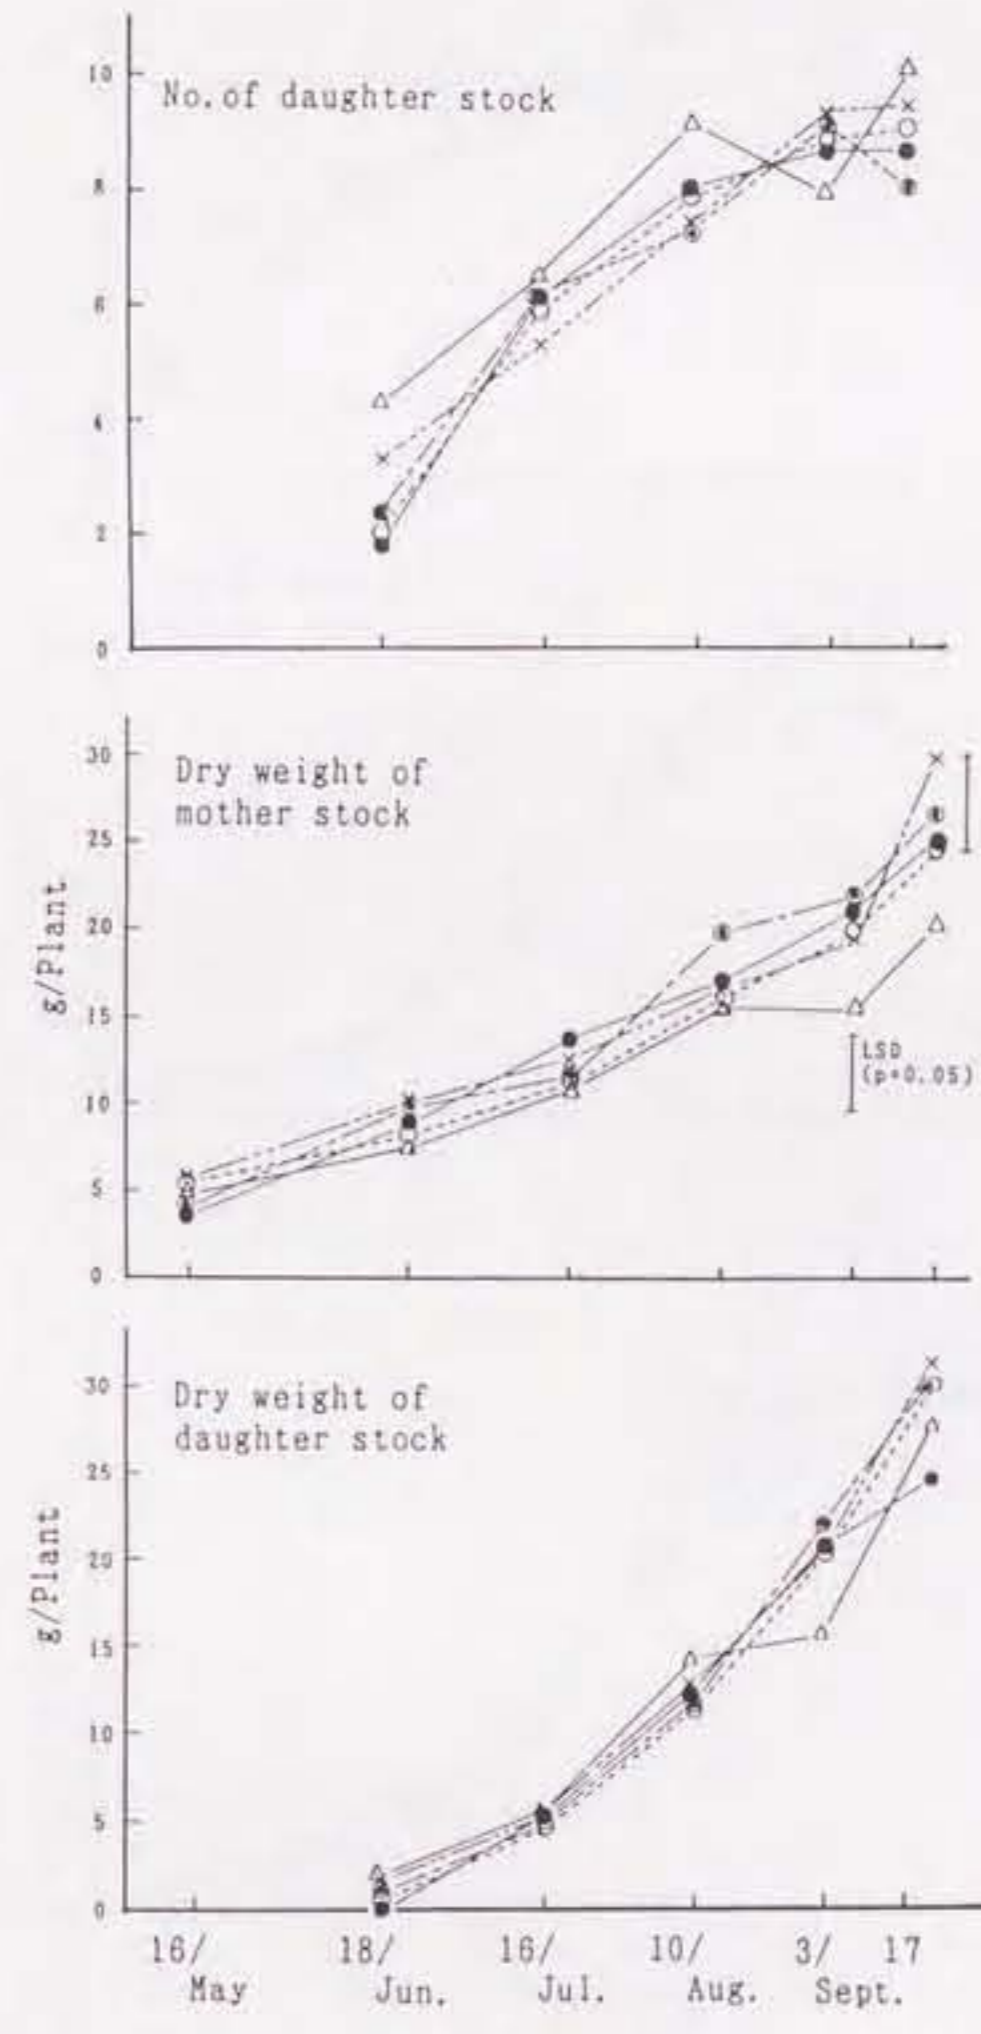 No. of daughter stock
10
8
6
4
2
0
Dry weight of
mother stock
g/Plant
30
25
20
15
10
5
0
LSD
(p=0.05)
Dry weight of
daughter stock
g/Plant
30
25
20
15
10
5
0
16/ 18/ 16/ 10/ 3/ 17
May Jun. Jul. Aug. Sept.